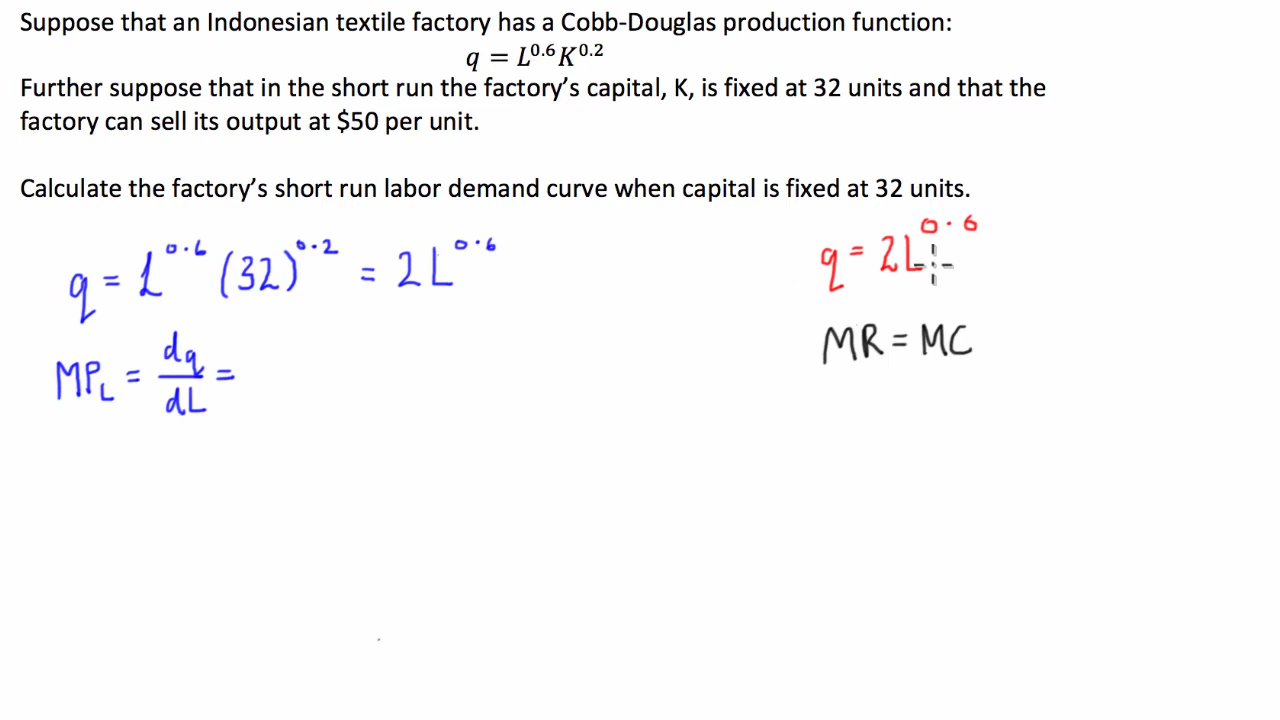 Suppose that an Indonesian textile factory has a Cobb-Douglas production function:
q = L^0.6 K^0.2
Further suppose that in the short run the factory's capital, K, is fixed at 32 units and that the
factory can sell its output at $50 per unit.
Calculate the factory's short run labor demand curve when capital is fixed at 32 units.
q = L^0.6 (32)^0.2 = 2L^0.6
MP_L = dq/dL =
q = 2L^0.6
MR = MC